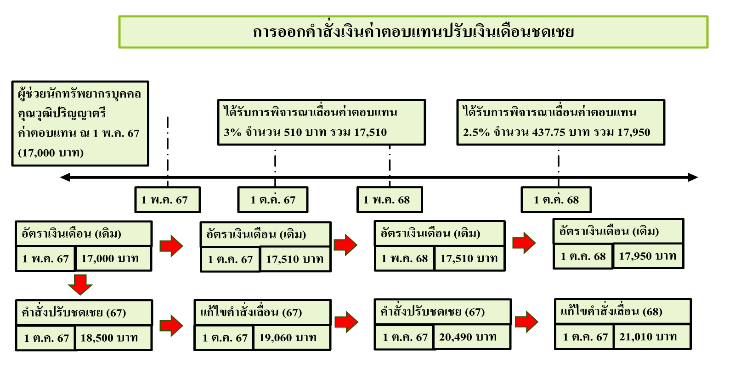 การออกคำสั่งเงินค่าตอบแทนปรับเงินเดือนชดเชย
ผู้ช่วยนักทรัพยากรบุคคล
คุณวุฒิปริญญาตรี
ค่าตอบแทน ณ 1 พ.ค. 67
(17,000 บาท)
ได้รับการพิจารณาเลื่อนค่าตอบแทน
3% จำนวน 510 บาท รวม 17,510
ได้รับการพิจารณาเลื่อนค่าตอบแทน
2.5% จำนวน 437.75 บาท รวม 17,950
1 พ.ค. 67
1 ต.ค. 67
1 พ.ค. 68
1 ต.ค. 68
อัตราเงินเดือน (เดิม)
1 พ.ค. 67 17,000 บาท
อัตราเงินเดือน (เดิม)
1 ต.ค. 67 17,510 บาท
อัตราเงินเดือน (เดิม)
1 พ.ค. 68 17,510 บาท
อัตราเงินเดือน (เดิม)
1 ต.ค. 68 17,950 บาท
คำสั่งปรับชดเชย (67)
1 ต.ค. 67 18,500 บาท
แก้ไขคำสั่งเลื่อน (67)
1 ต.ค. 67 19,060 บาท
คำสั่งปรับชดเชย (67)
1 ต.ค. 67 20,490 บาท
แก้ไขคำสั่งเลื่อน (68)
1 ต.ค. 67 21,010 บาท